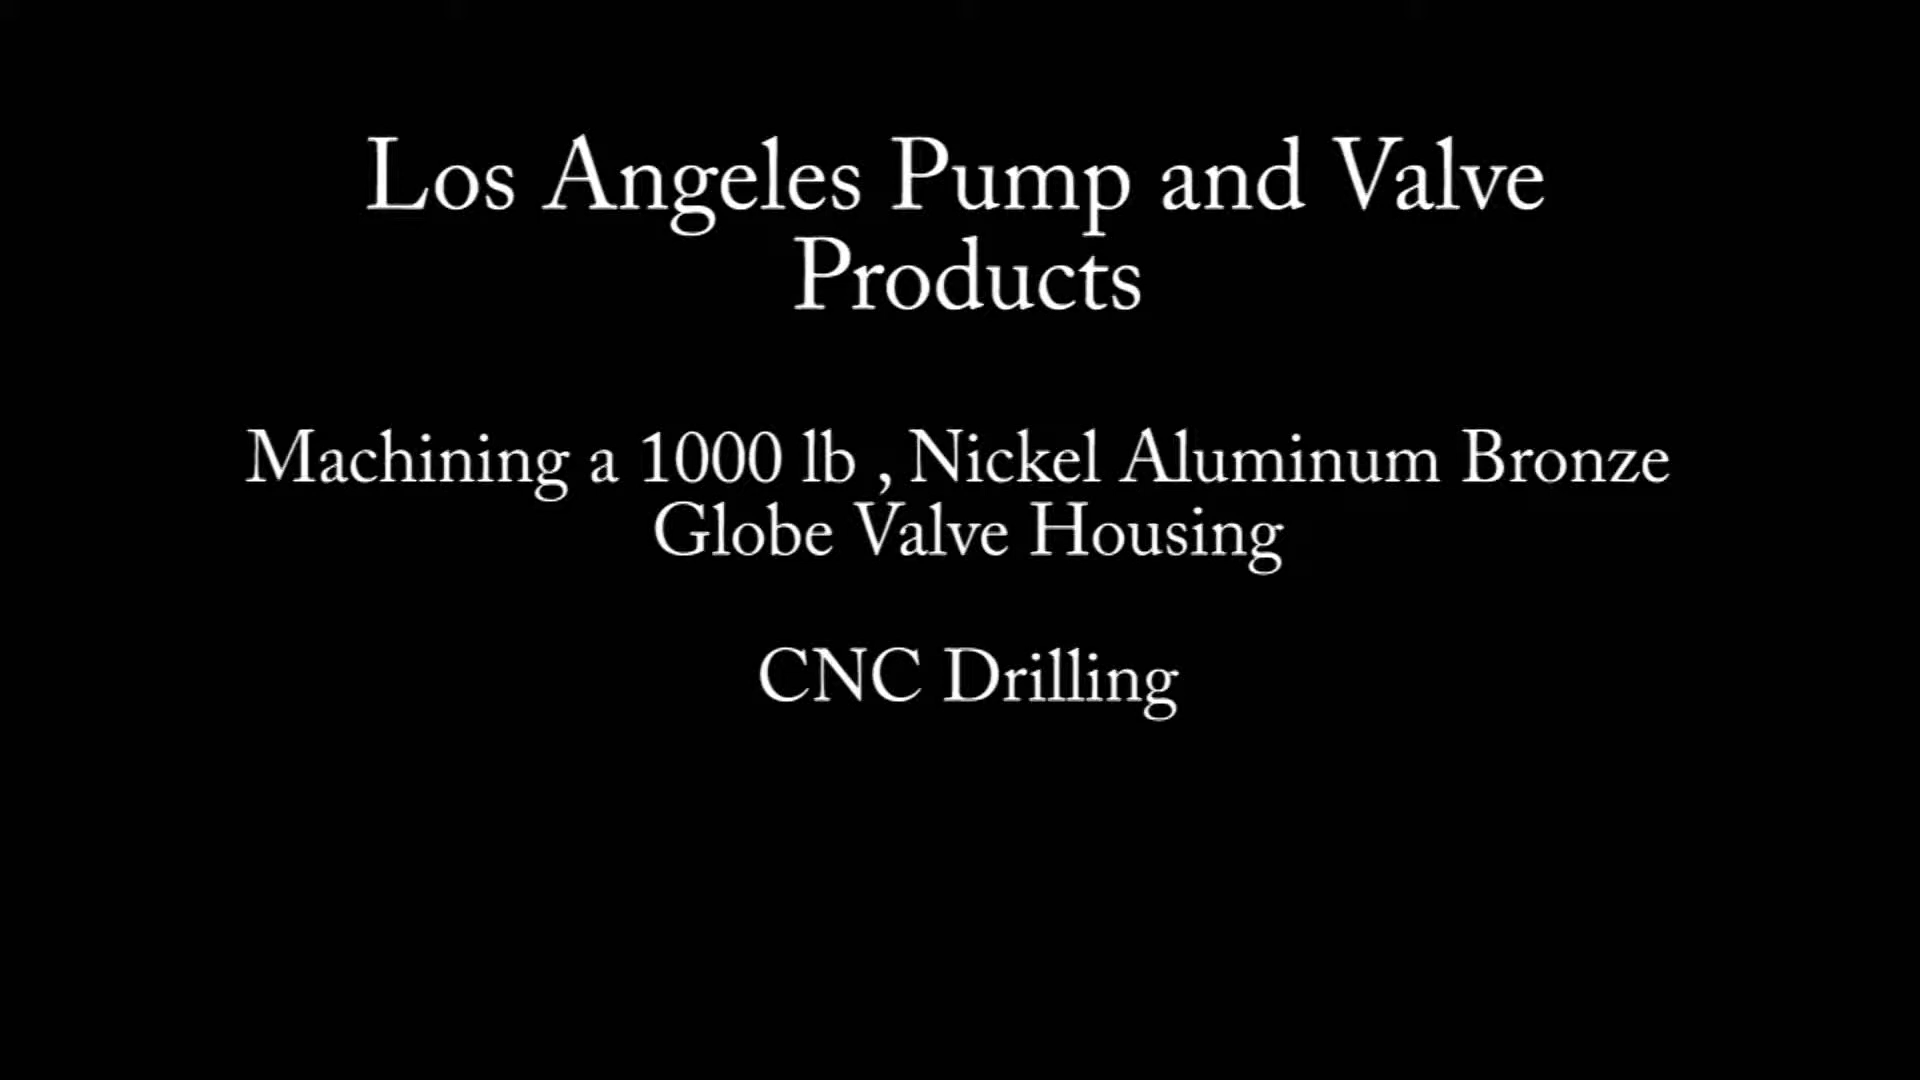 Los Angeles Pump and Valve
Products
Machining a 1000 lb , Nickel Aluminum Bronze
Globe Valve Housing
CNC Drilling